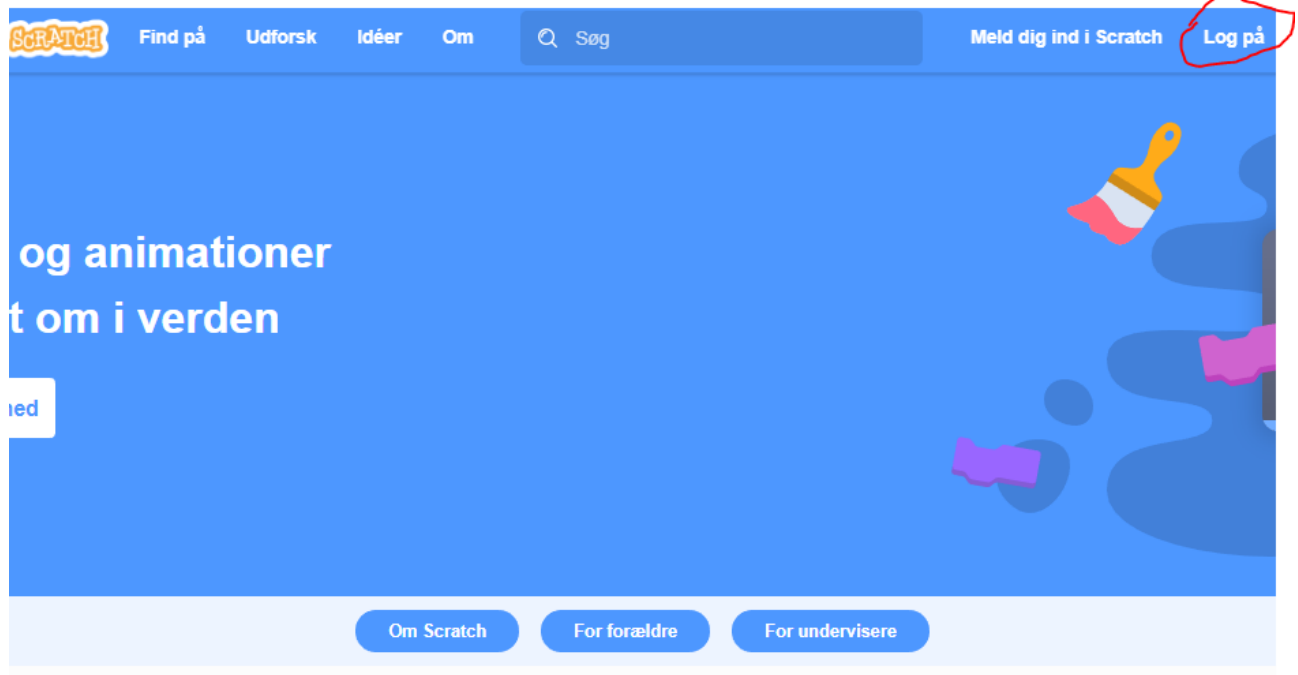 SCRATCH Find på Udforsk Idéer Om Søg Meld dig ind i Scratch Log på
og animationer
t om i verden
ned
Om Scratch For forældre For undervisere